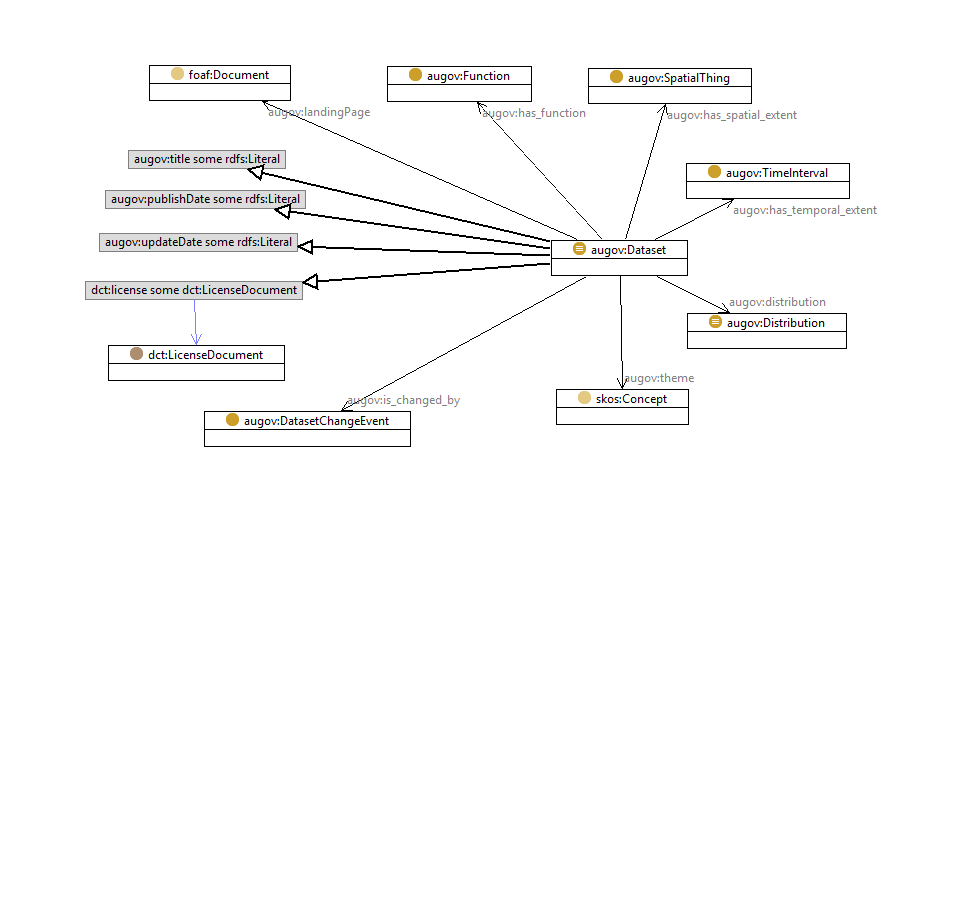 foaf:Document
augov:Function
augov:SpatialThing
augov:landingPage
augov:has_function
augov:has_spatial_extent
augov:title some rdfs:Literal
augov:TimeInterval
augov:publishDate some rdfs:Literal
augov:has_temporal_extent
augov:updateDate some rdfs:Literal
augov:Dataset
dct:license some dct:LicenseDocument
augov:distribution
augov:Distribution
dct:LicenseDocument
augov:theme
augov:is_changed_by
skos:Concept
augov:DatasetChangeEvent